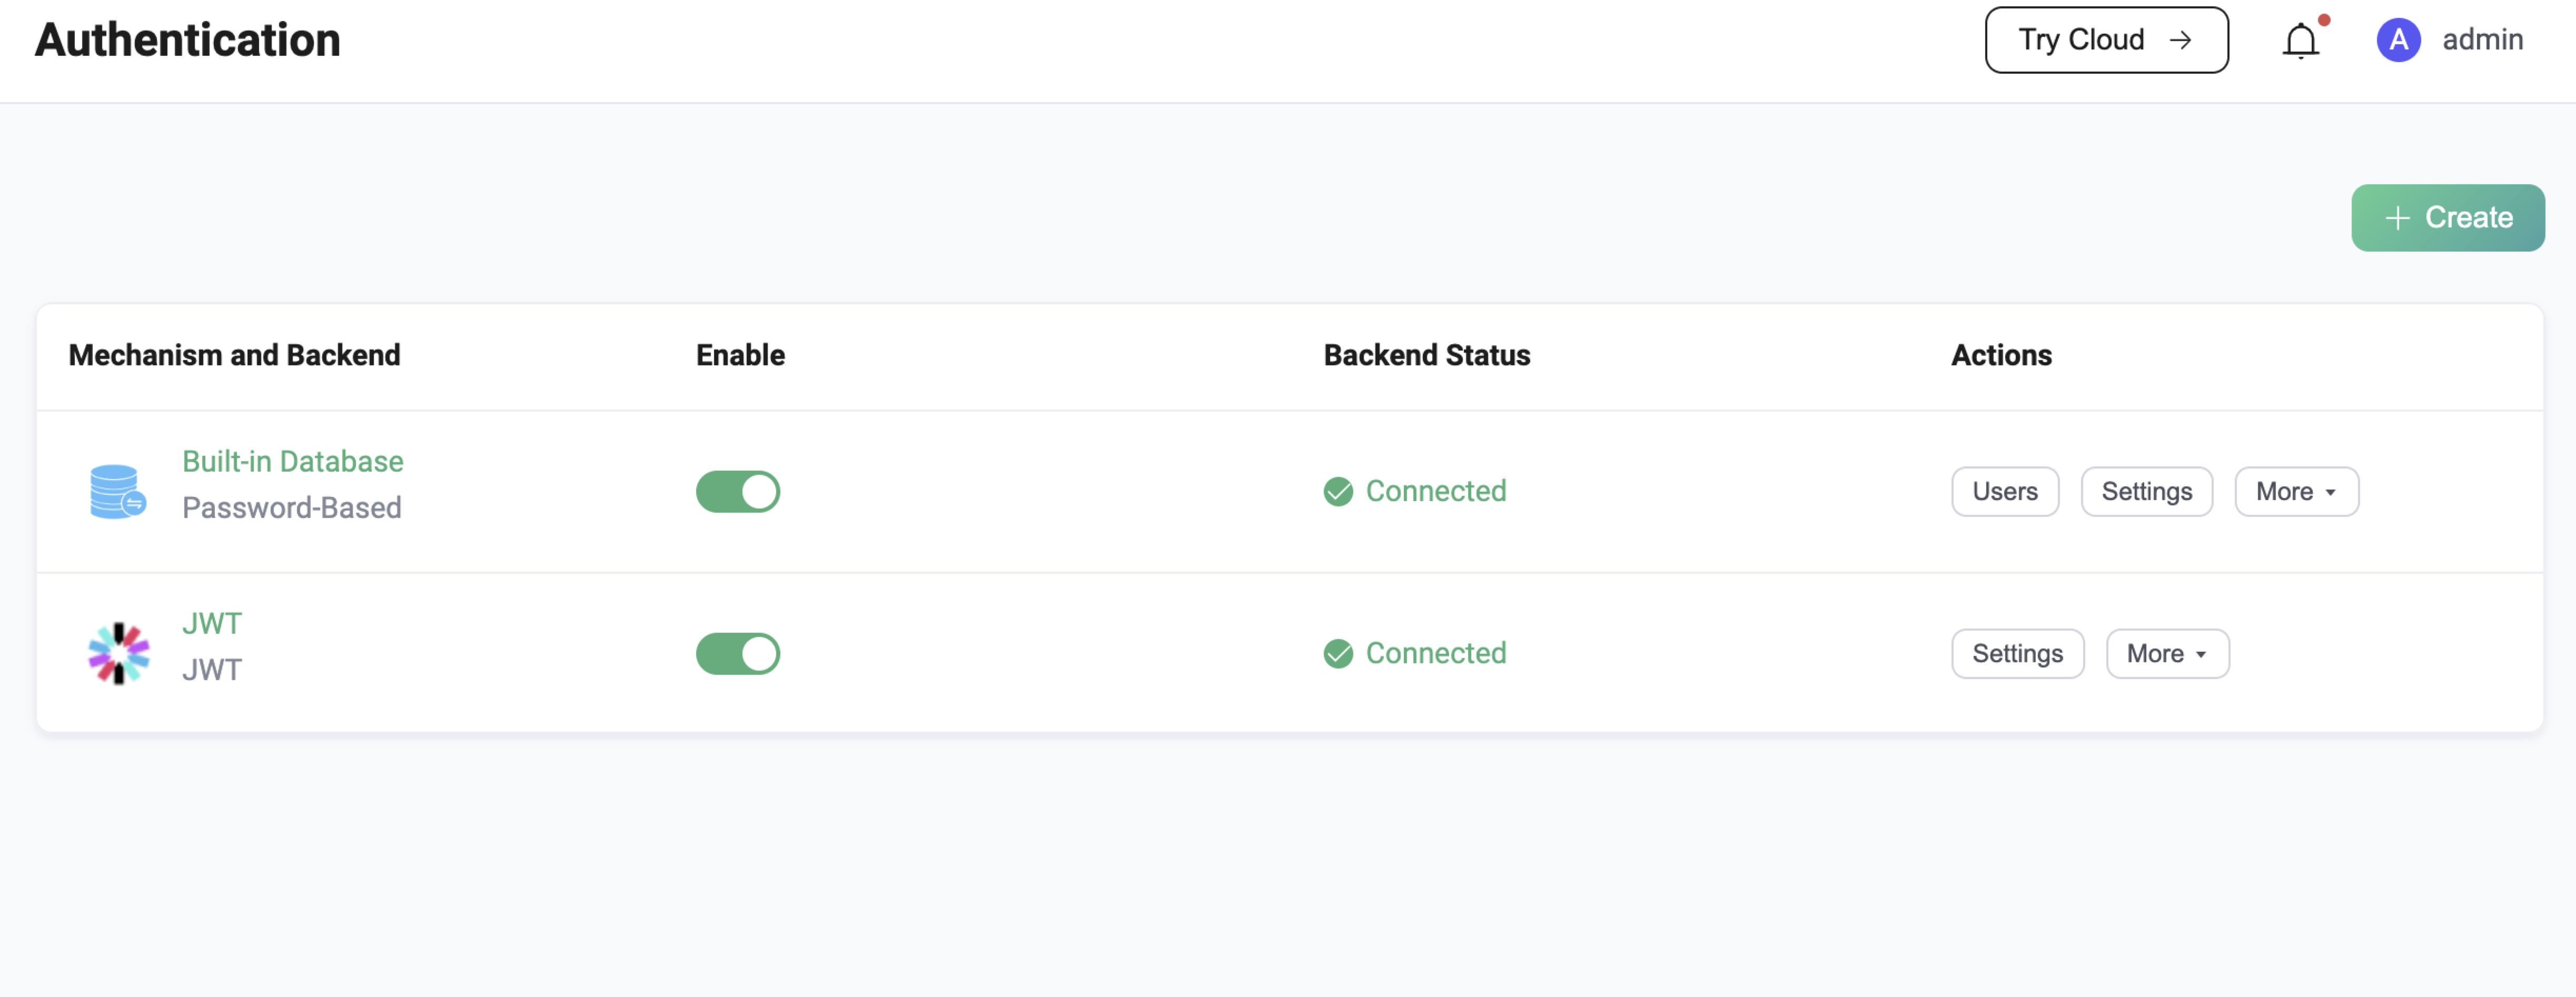 Authentication
Try Cloud →
A admin
+ Create
Mechanism and Backend Enable Backend Status Actions
Built-in Database
Password-Based
Connected
Users Settings More
JWT
JWT
Connected
Settings More